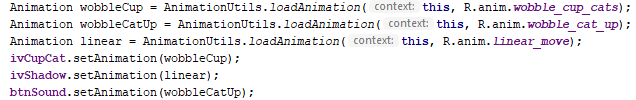 Animation wobbleCup = AnimationUtils.loadAnimation( context: this, R.anim.wobble_cup_cats);
Animation wobbleCatUp = AnimationUtils.loadAnimation( context: this, R.anim.wobble_cat_up);
Animation linear = AnimationUtils.loadAnimation( context: this, R.anim.linear_move);
ivCupCat.setAnimation(wobbleCup);
ivShadow.setAnimation(linear);
btnSound.setAnimation(wobbleCatUp);